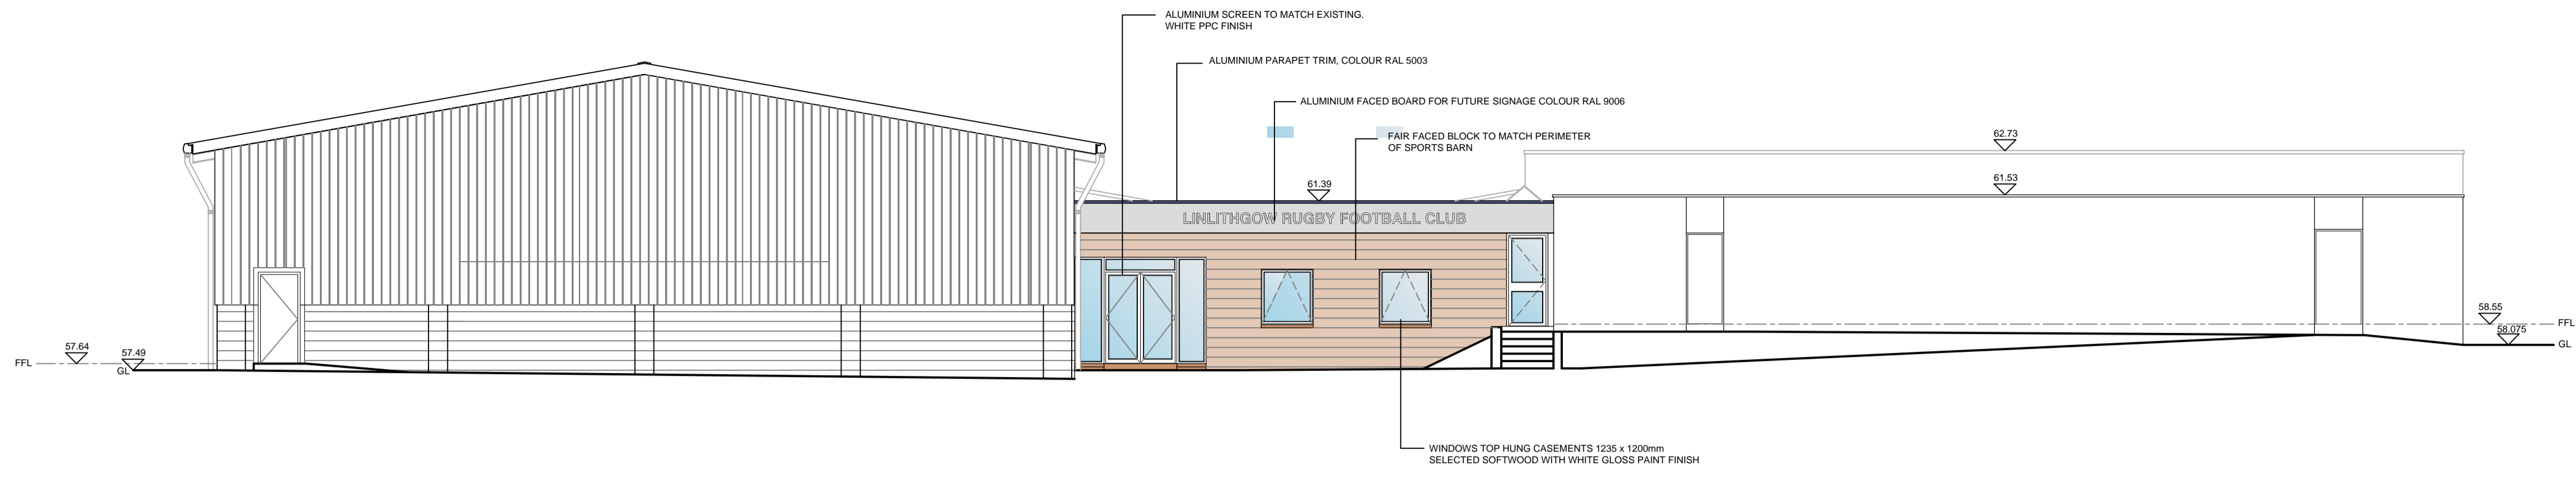 ALUMINIUM SCREEN TO MATCH EXISTING.
WHITE PPC FINISH
ALUMINIUM PARAPET TRIM, COLOUR RAL 5003
ALUMINIUM FACED BOARD FOR FUTURE SIGNAGE COLOUR RAL 9006
FAIR FACED BLOCK TO MATCH PERIMETER
OF SPORTS BARN
62.73
61.53
61.39
LINLITHGOW RUGBY FOOTBALL CLUB
58.55
FFL
58.075
GL
57.64
FFL
57.49
GL
WINDOWS TOP HUNG CASEMENTS 1235 x 1200mm
SELECTED SOFTWOOD WITH WHITE GLOSS PAINT FINISH